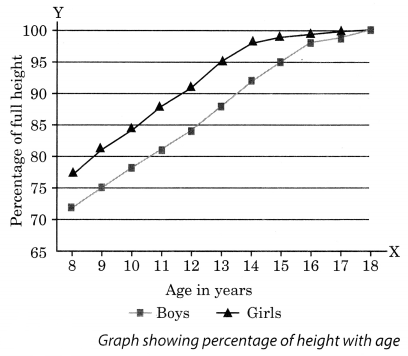 Y
100
95
90
85
80
75
70
65
Percentage of full height
8 9 10 11 12 13 14 15 16 17 18
X
Age in years
Boys Girls
Graph showing percentage of height with age